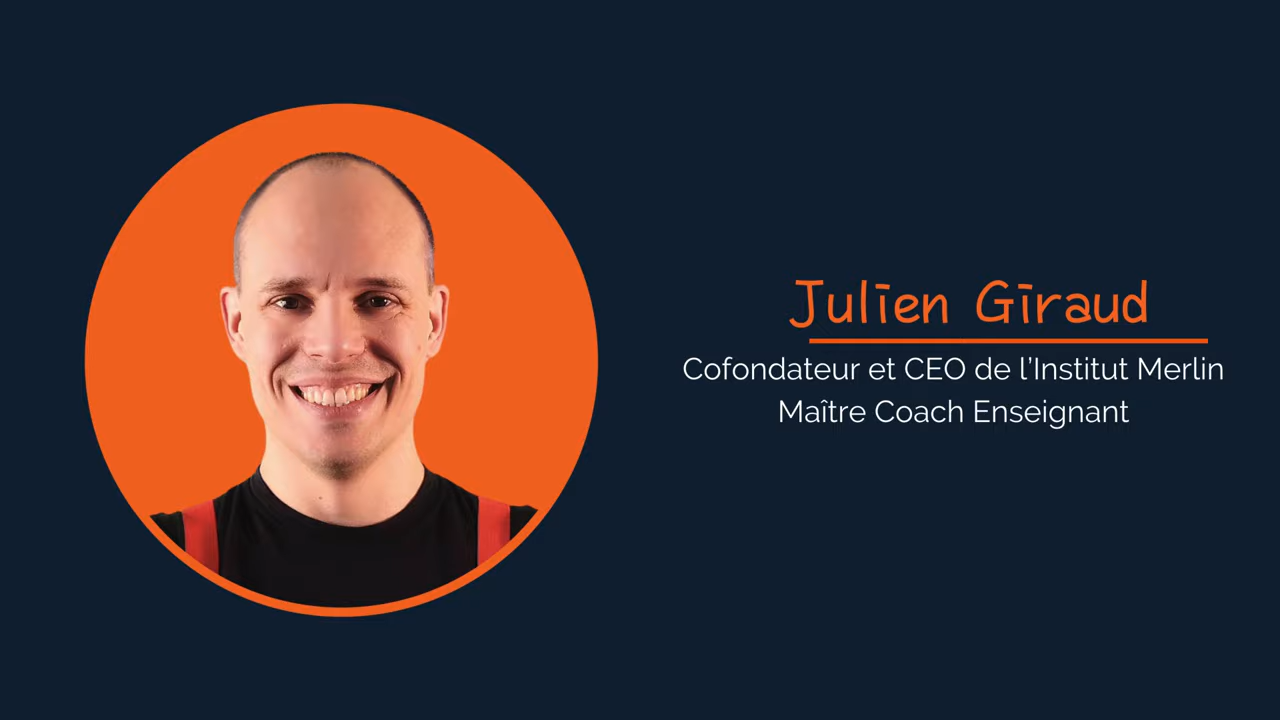 Julien Giraud
Cofondateur et CEO de l'Institut Merlin
Maître Coach Enseignant